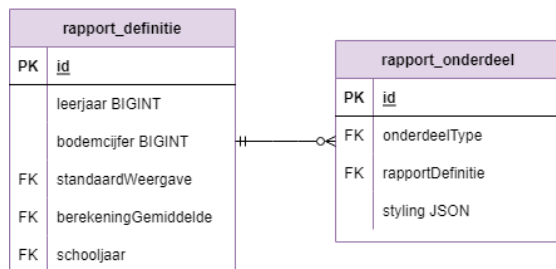 rapport_definitie
PK id
leerjaar BIGINT
bodemcijfer BIGINT
FK standaardWeergave
FK berekeningGemiddelde
FK schooljaar
rapport_onderdeel
PK id
FK onderdeelType
FK rapportDefinitie
styling JSON